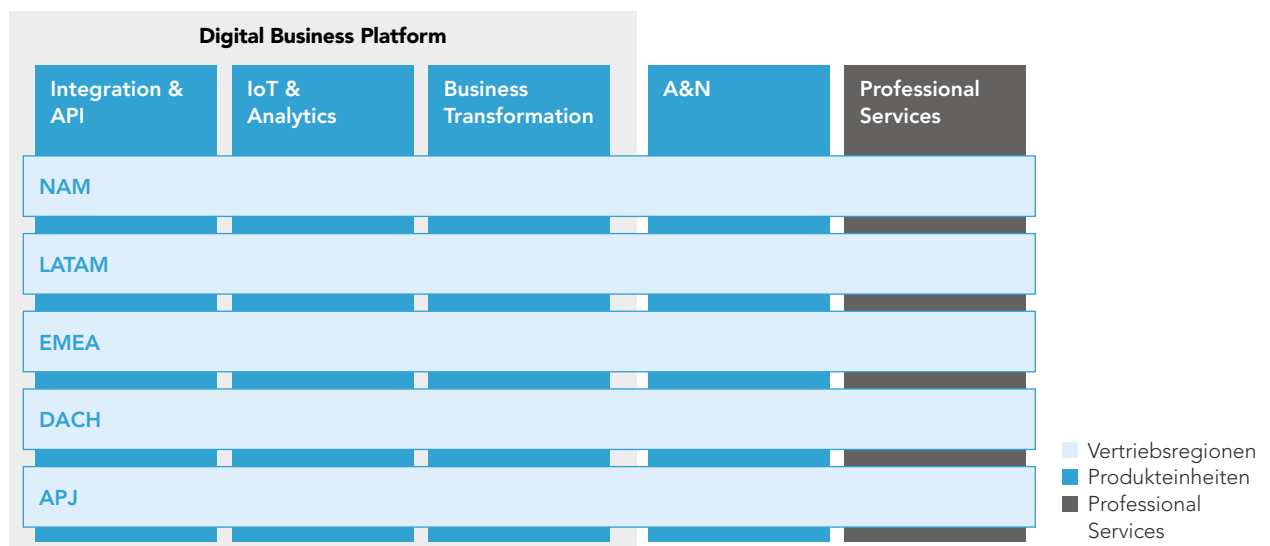 Digital Business Platform
Integration &
API
IoT &
Analytics
Business
Transformation
A&N
Professional
Services
NAM
LATAM
EMEA
DACH
APJ
Vertriebsregionen
Produkteinheiten
Professional
Services